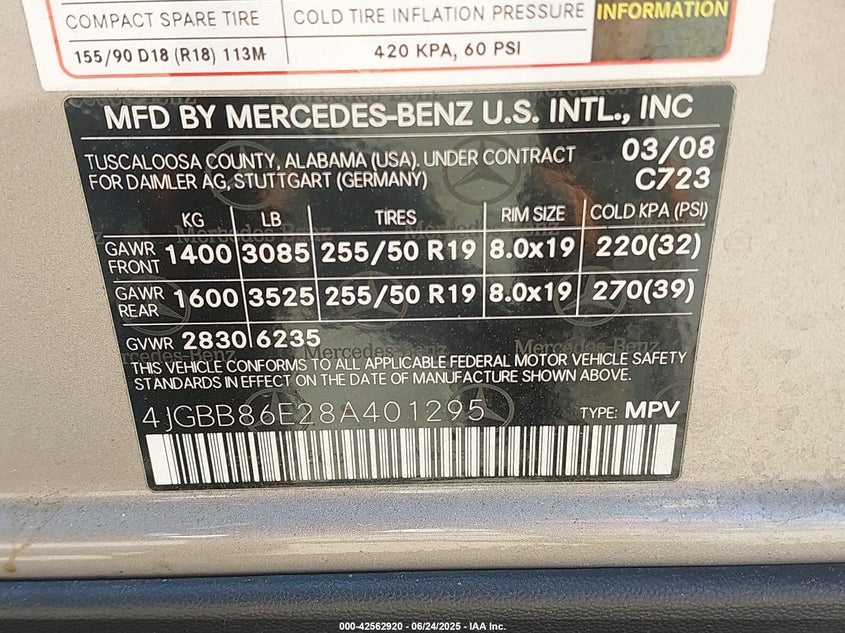 COMPACT SPARE TIRE COLD TIRE INFLATION PRESSURE INFORMATION
155/90 D18 (R18) 113M 420 KPA, 60 PSI
MFD BY MERCEDES-BENZ U.S. INTL., INC
TUSCALOOSA COUNTY, ALABAMA (USA). UNDER CONTRACT 03/08
FOR DAIMLER AG, STUTTGART (GERMANY) C723
KG LB TIRES RIM SIZE COLD KPA (PSI)
GAWR FRONT 1400 3085 255/50 R19 8.0x19 220(32)
GAWR REAR 1600 3525 255/50 R19 8.0x19 270(39)
GVWR 2830 6235
THIS VEHICLE CONFORMS TO ALL APPLICABLE FEDERAL MOTOR VEHICLE SAFETY
STANDARDS IN EFFECT ON THE DATE OF MANUFACTURE SHOWN ABOVE.
4JGBB86E28A401295 TYPE: MPV
000-42562920 - 06/24/2025 - IAA Inc.